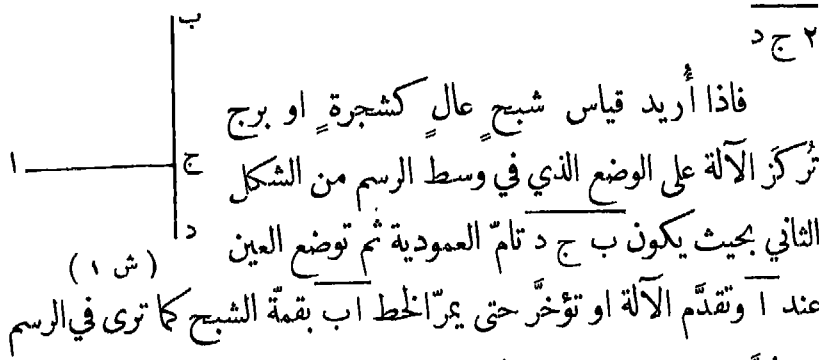 ٢ ج د
فاذا أُريد قياس شبحٍ عالٍ كشجرةٍ او برج
تُركَز الآلة على الوضع الذي في وسط الرسم من الشكل
الثاني بحيث يكون ب ج د تامّ العمودية ثم توضع العين
عند ا وتقدَّم الآلة او تؤخرَّ حتى يمرّ الخط ا ب بقمّة الشبح كما ترى في الرسم
ب
ا
ج
د
( ش ١ )